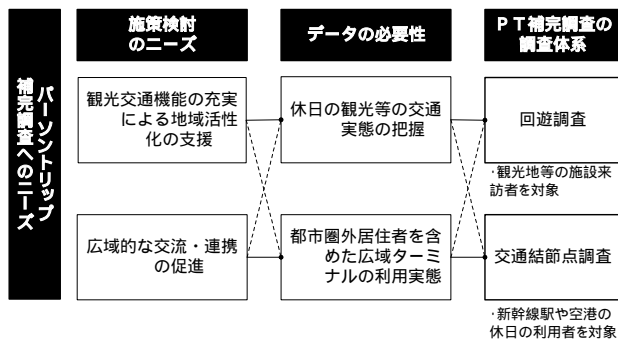 パーソントリップ
補完調査へのニーズ
施策検討
のニーズ
データの必要性
PT補完調査の
調査体系
観光交通機能の充実
による地域活性
化の支援
休日の観光等の交通
実態の把握
回遊調査
・観光地等の施設来
訪者を対象
広域的な交流・連携
の促進
都市圏外居住者を含
めた広域ターミ
ナルの利用実態
交通結節点調査
・新幹線駅や空港の
休日の利用者を対象